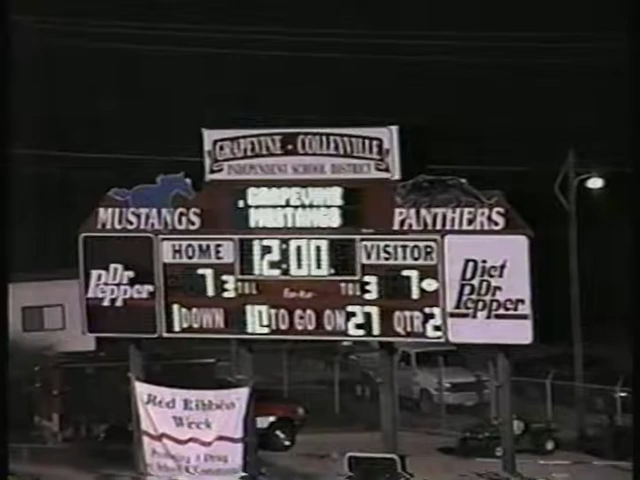 GRAPEVINE - COLLEYVILLE
INDEPENDENT SCHOOL DISTRICT
GRAPEVINE
MUSTANGS
MUSTANGS
PANTHERS
Dr Pepper
HOME
12:00
VISITOR
7 3 TOL
TOL 3 7
1 DOWN 10 TO GO ON 27 QTR 2
Diet Dr Pepper
Red Ribbon
Week